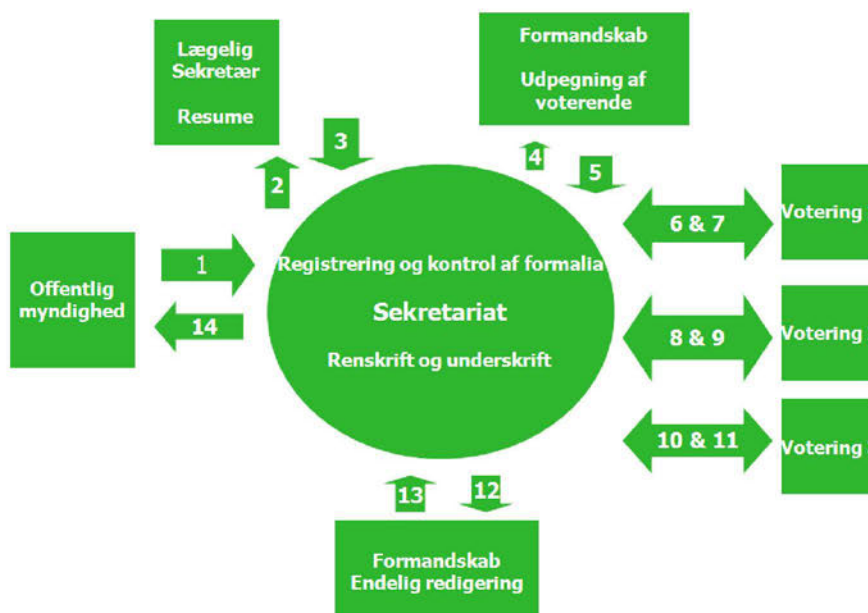 Lægelig
Sekretær
Resume
Formandskab
Udpegning af
voterende
3
2
4
5
6 & 7
Votering
Offentlig
myndighed
1
14
Registrering og kontrol af formalia
Sekretariat
Renskrift og underskrift
8 & 9
Votering
10 & 11
Votering
13
12
Formandskab
Endelig redigering